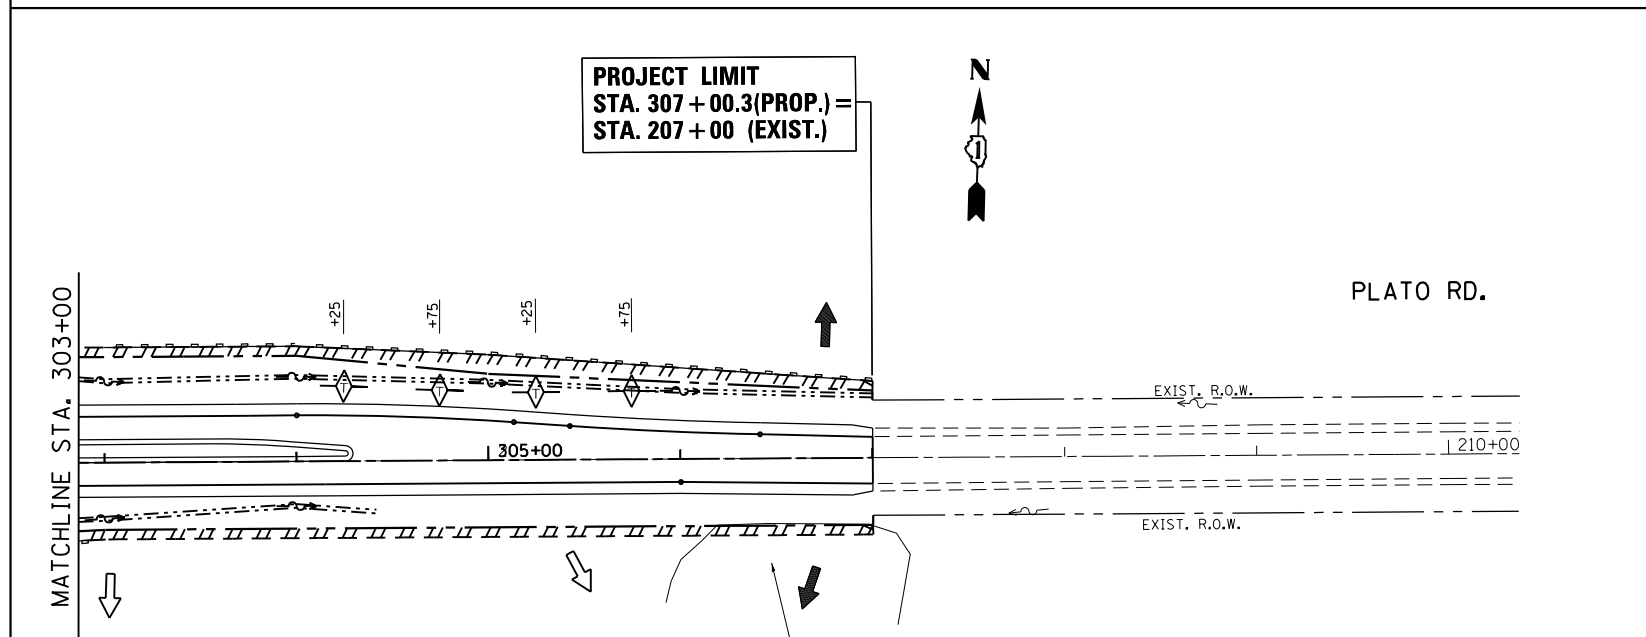 PROJECT LIMIT
STA. 307+00.3(PROP.) =
STA. 207+00 (EXIST.)
N
1
PLATO RD.
MATCHLINE STA. 303+00
+25
+75
+25
+75
T
T
T
T
EXIST. R.O.W.
305+00
210+00
EXIST. R.O.W.